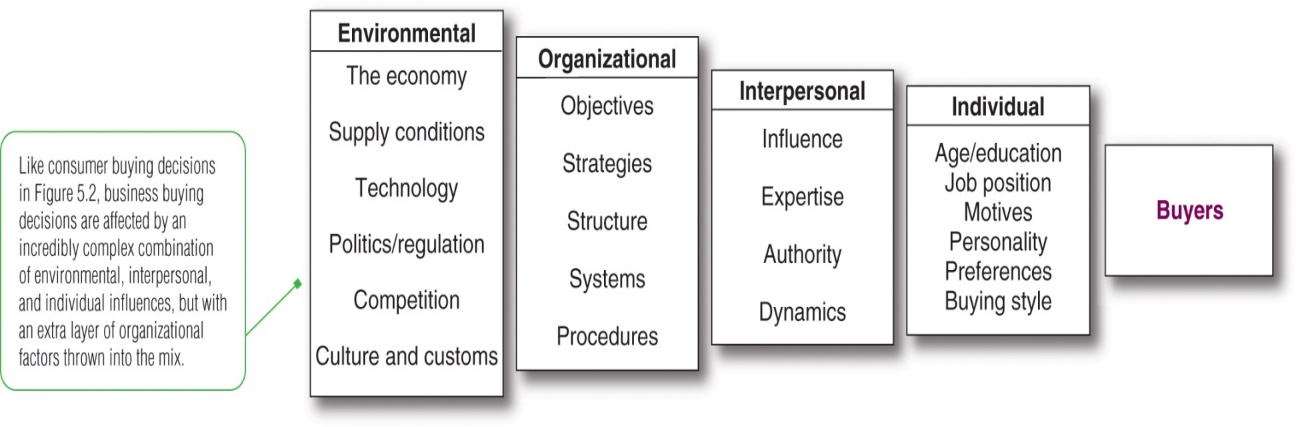 Like consumer buying decisions
in Figure 5.2, business buying
decisions are affected by an
incredibly complex combination
of environmental, interpersonal,
and individual influences, but with
an extra layer of organizational
factors thrown into the mix.
Environmental
The economy
Supply conditions
Technology
Politics/regulation
Competition
Culture and customs
Organizational
Objectives
Strategies
Structure
Systems
Procedures
Interpersonal
Influence
Expertise
Authority
Dynamics
Individual
Age/education
Job position
Motives
Personality
Preferences
Buying style
Buyers